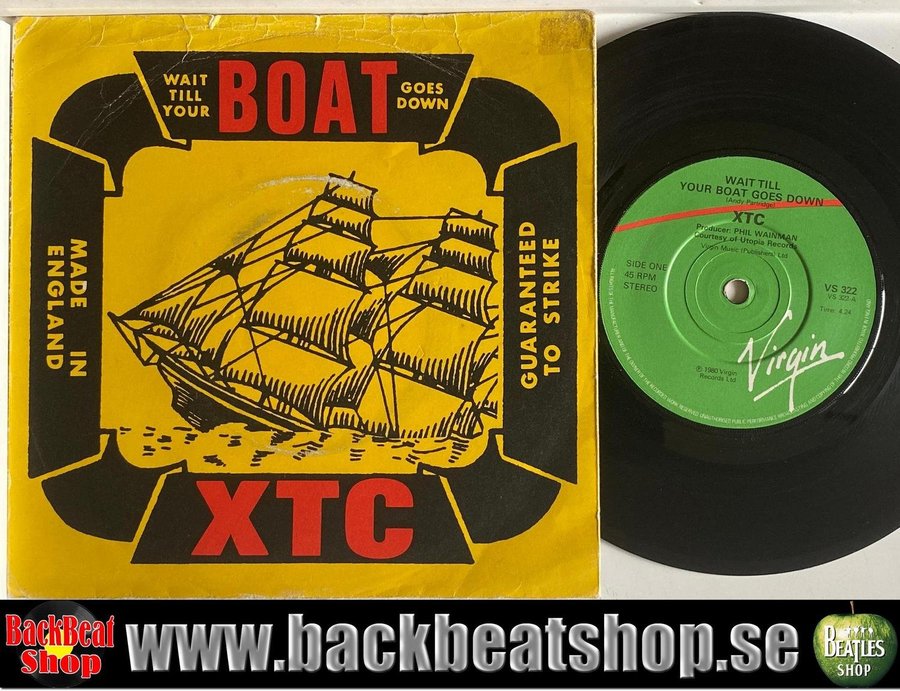 WAIT
TILL
YOUR
BOAT
GOES
DOWN
MADE IN
ENGLAND
GUARANTEED
TO STRIKE
XTC
WAIT TILL
YOUR BOAT GOES DOWN
(Andy Partridge)
XTC
Producer: PHIL WAINMAN
Courtesy of Utopia Records
Virgin Music (Publishers) Ltd
SIDE ONE
45 RPM
STEREO
VS 322
VS 322-A
Time: 4.24
Virgin
℗ 1980 Virgin
Records Ltd
BackBeat
Shop
www.backbeatshop.se
BEATLES
SHOP